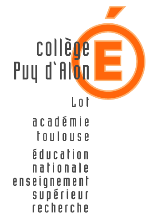 collège
Puy d'Alon
É
Lot
académie
toulouse
éducation
nationale
enseignement
supérieur
recherche